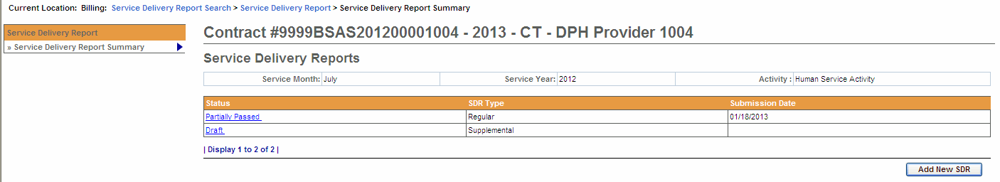 Current Location: Billing: Service Delivery Report Search > Service Delivery Report > Service Delivery Report Summary
Service Delivery Report
» Service Delivery Report Summary
Contract #9999BSAS201200001004 - 2013 - CT - DPH Provider 1004
Service Delivery Reports
Service Month: July Service Year: 2012 Activity : Human Service Activity
Status SDR Type Submission Date
Partially Passed Regular 01/18/2013
Draft Supplemental
| Display 1 to 2 of 2 |
Add New SDR